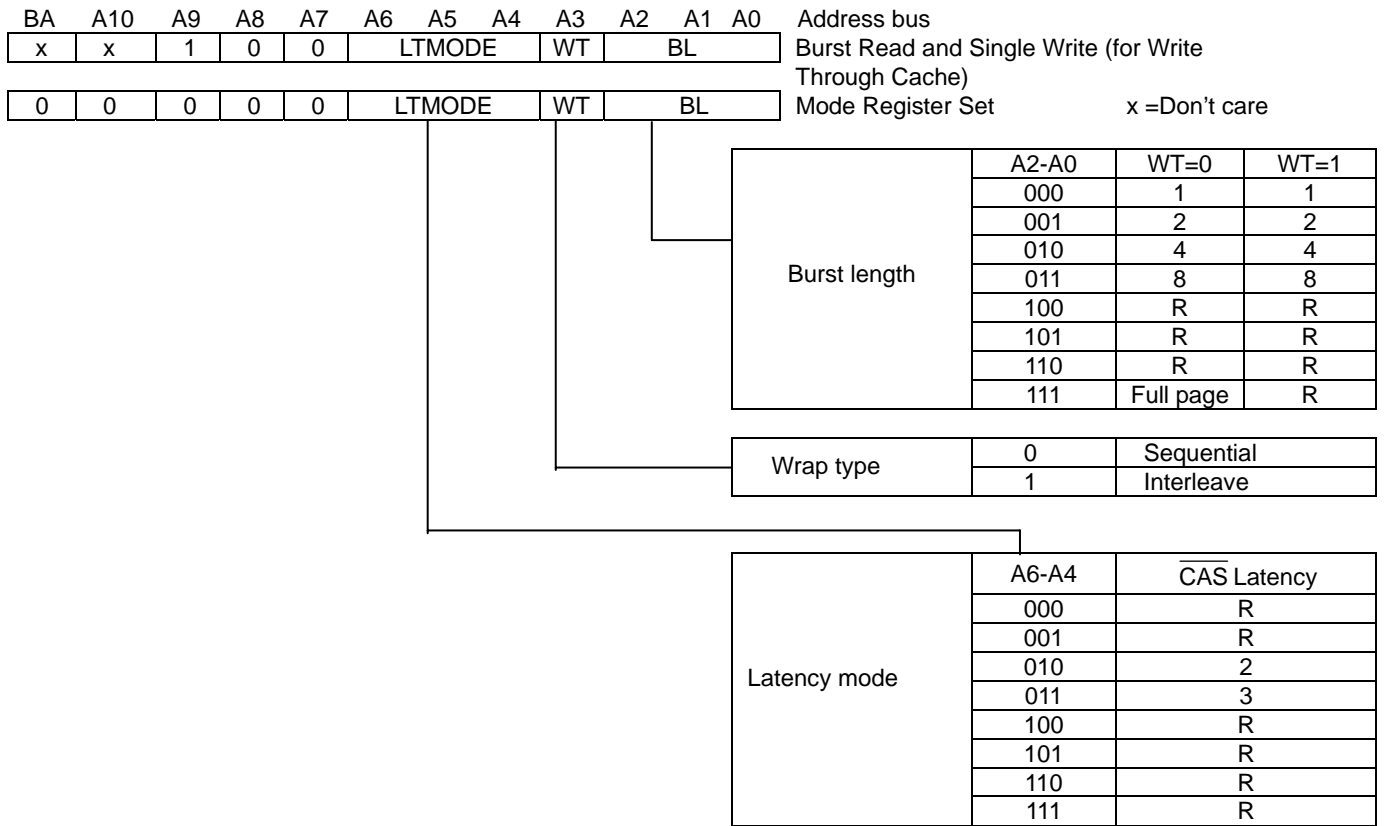 BA A10 A9 A8 A7 A6 A5 A4 A3 A2 A1 A0 Address bus
x x 1 0 0 LTMODE WT BL Burst Read and Single Write (for Write
Through Cache)
0 0 0 0 0 LTMODE WT BL Mode Register Set x =Don't care
Burst length
A2-A0 WT=0 WT=1
000 1 1
001 2 2
010 4 4
011 8 8
100 R R
101 R R
110 R R
111 Full page R
Wrap type
0 Sequential
1 Interleave
Latency mode
A6-A4 CAS Latency
000 R
001 R
010 2
011 3
100 R
101 R
110 R
111 R